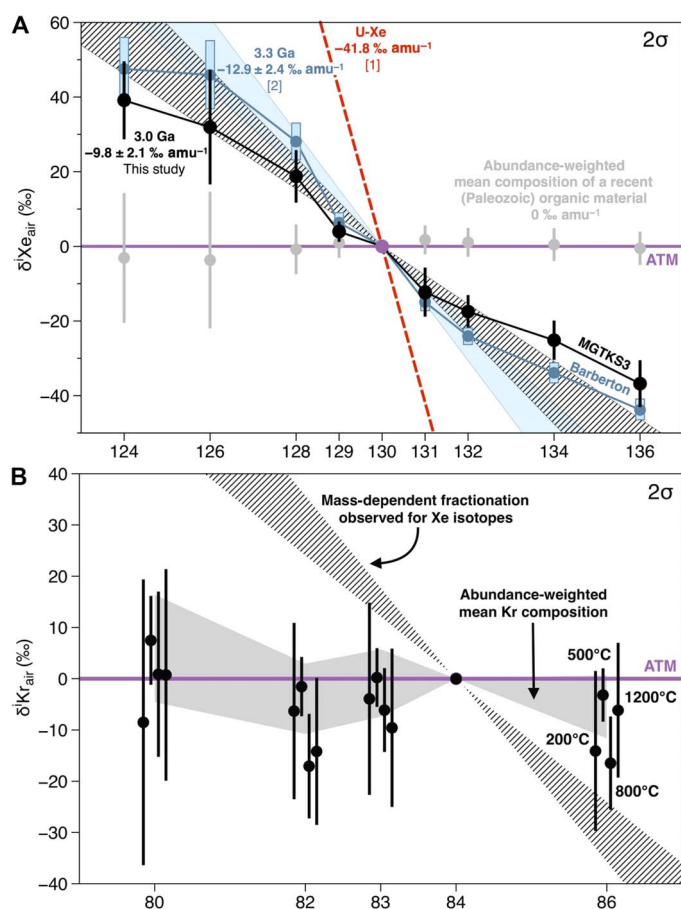 A
2σ
U-Xe
−41.8 ‰ amu⁻¹
[1]
3.3 Ga
−12.9 ± 2.4 ‰ amu⁻¹
[2]
3.0 Ga
−9.8 ± 2.1 ‰ amu⁻¹
This study
Abundance-weighted
mean composition of a recent
(Paleozoic) organic material
0 ‰ amu⁻¹
ATM
MGTKS3
Barberton
δⁱXe_air (‰)
60
40
20
0
−20
−40
124 126 128 129 130 131 132 134 136
B
2σ
Mass-dependent fractionation
observed for Xe isotopes
Abundance-weighted
mean Kr composition
ATM
500°C
1200°C
200°C
800°C
δⁱKr_air (‰)
40
30
20
10
0
−10
−20
−30
−40
80 82 83 84 86